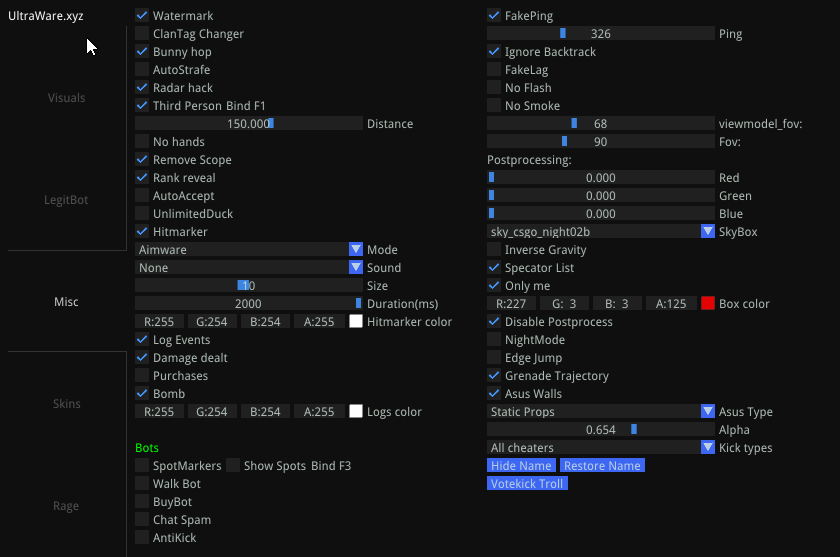 UltraWare.xyz
Visuals
LegitBot
Misc
Skins
Rage
Watermark
ClanTag Changer
Bunny hop
AutoStrafe
Radar hack
Third Person Bind F1
150.000 Distance
No hands
Remove Scope
Rank reveal
AutoAccept
UnlimitedDuck
Hitmarker
Aimware Mode
None Sound
10 Size
2000 Duration(ms)
R:255 G:254 B:254 A:255 Hitmarker color
Log Events
Damage dealt
Purchases
Bomb
R:255 G:254 B:254 A:255 Logs color
Bots
SpotMarkers Show Spots Bind F3
Walk Bot
BuyBot
Chat Spam
AntiKick
FakePing
326 Ping
Ignore Backtrack
FakeLag
No Flash
No Smoke
68 viewmodel_fov:
90 Fov:
Postprocessing:
0.000 Red
0.000 Green
0.000 Blue
sky_csgo_night02b SkyBox
Inverse Gravity
Specator List
Only me
R:227 G: 3 B: 3 A:125 Box color
Disable Postprocess
NightMode
Edge Jump
Grenade Trajectory
Asus Walls
Static Props Asus Type
0.654 Alpha
All cheaters Kick types
Hide Name Restore Name
Votekick Troll